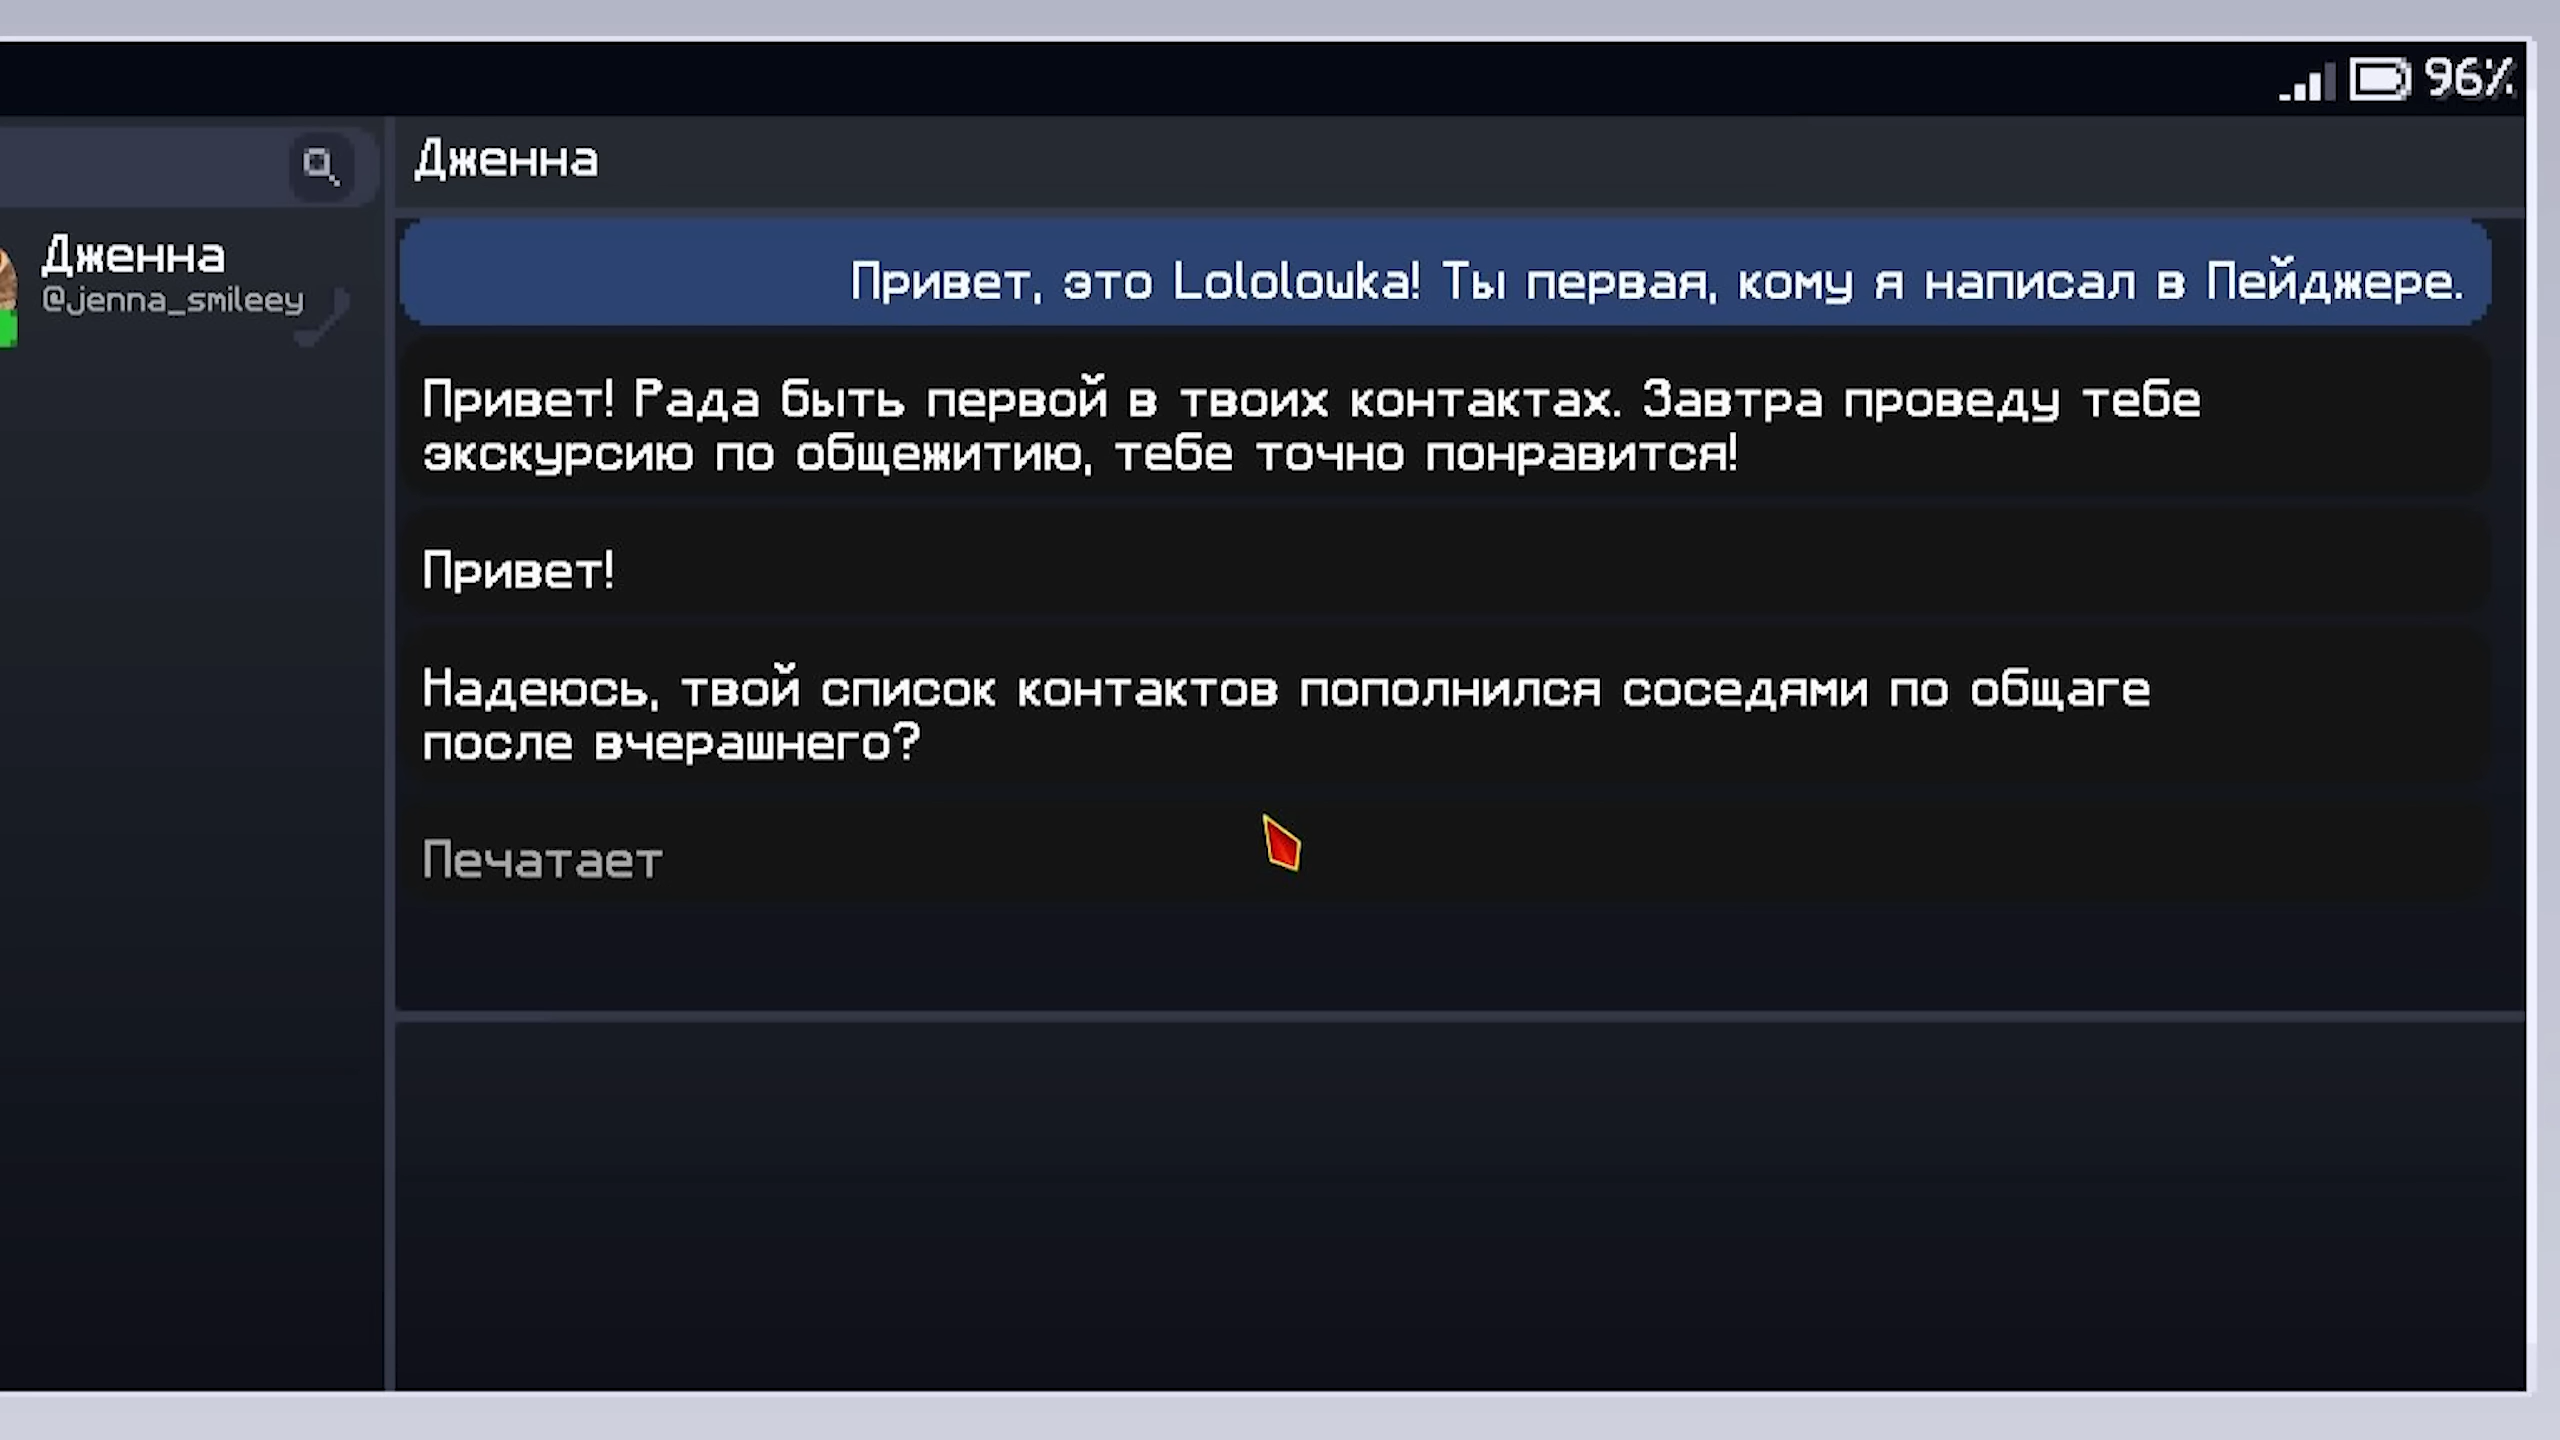 96%
Дженна
@jenna_smileey
Дженна
Привет, это Lololowka! Ты первая, кому я написал в Пейджере.
Привет! Рада быть первой в твоих контактах. Завтра проведу тебе
экскурсию по общежитию, тебе точно понравится!
Привет!
Надеюсь, твой список контактов пополнился соседями по общаге
после вчерашнего?
Печатает